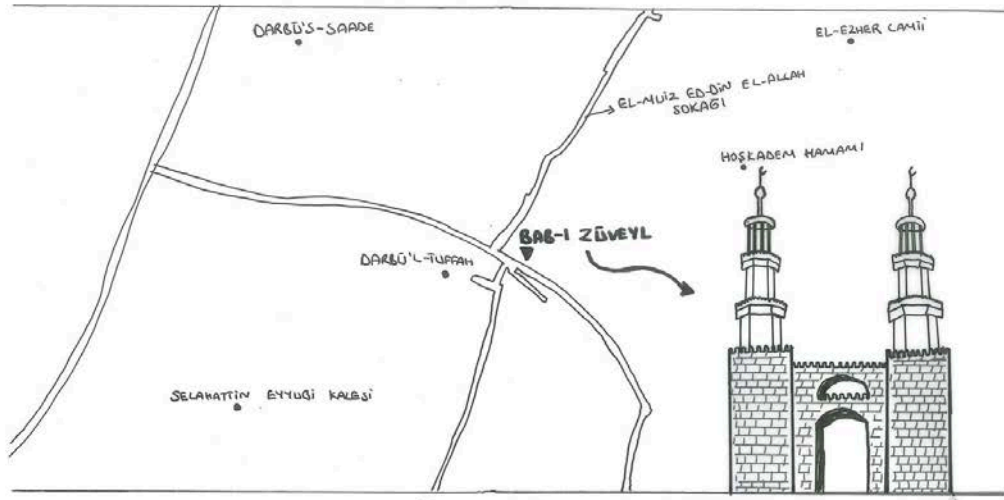 DARBÜ'S-SAADE
EL-EZHER CAMİİ
EL-MUİZ ED-DİN EL-ALLAH
SOKAĞI
HOŞKADEM HAMAMI
BAB-I ZÜVEYL
DARBÜ'L-TUFFAH
SELAHATTİN EYYUBİ KALESİ